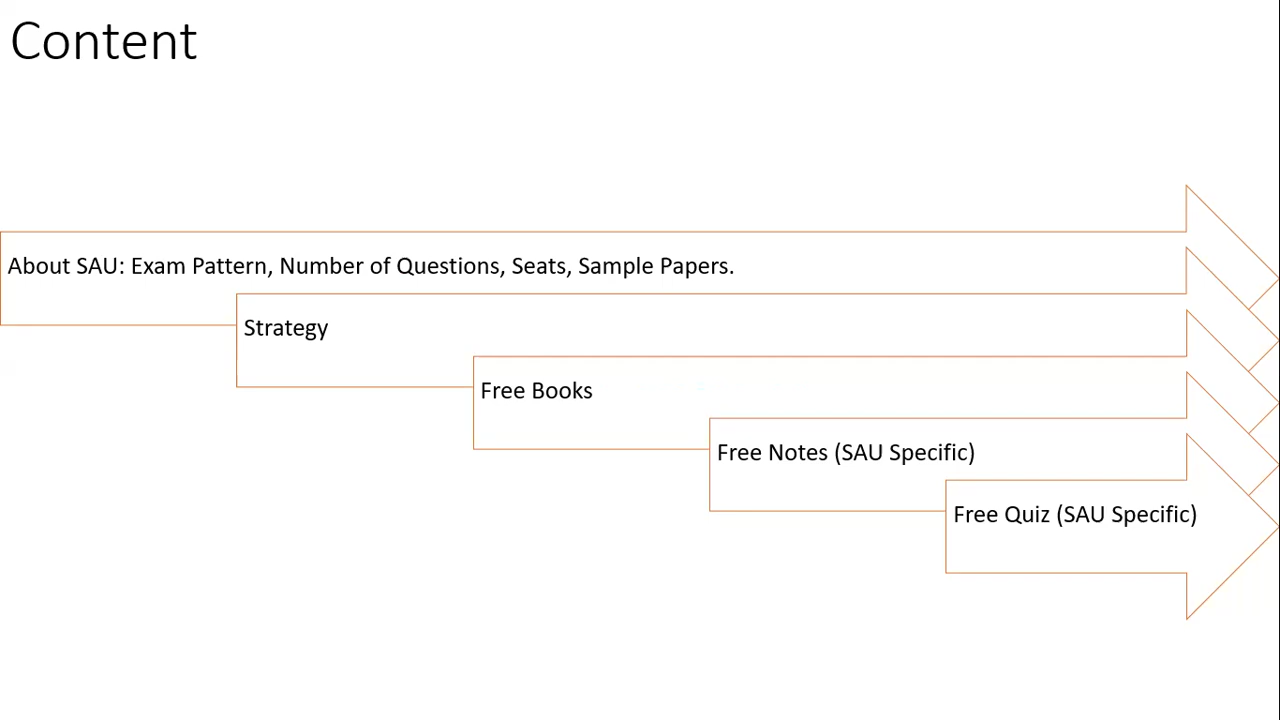 Content
About SAU: Exam Pattern, Number of Questions, Seats, Sample Papers.
Strategy
Free Books
Free Notes (SAU Specific)
Free Quiz (SAU Specific)